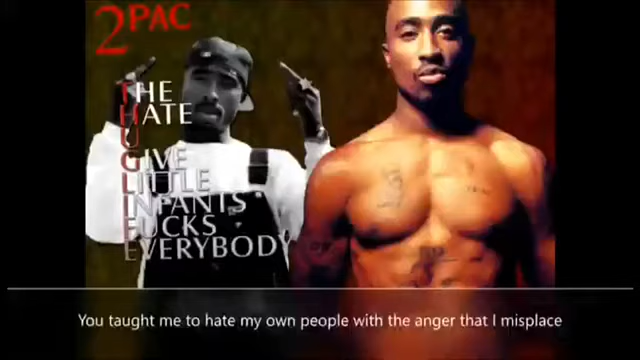 2PAC
THE
HATE
U
GIVE
LITTLE
INFANTS
FUCKS
EVERYBODY
You taught me to hate my own people with the anger that I misplace